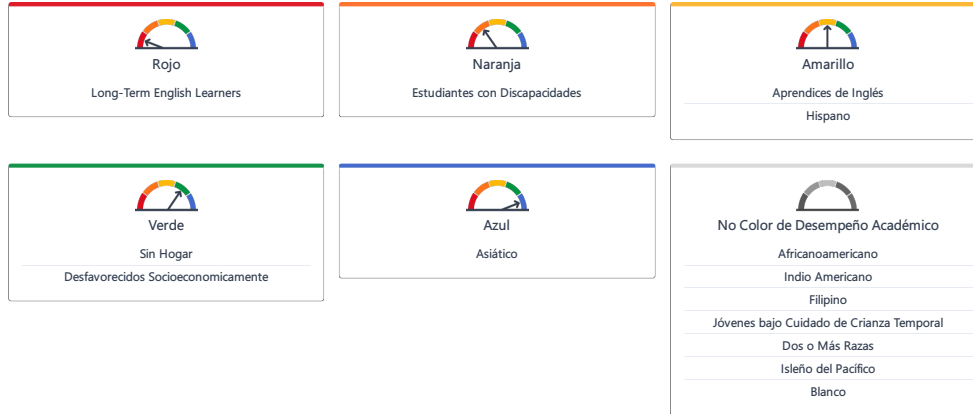 Rojo
Long-Term English Learners
Naranja
Estudiantes con Discapacidades
Amarillo
Aprendices de Inglés
Hispano
Verde
Sin Hogar
Desfavorecidos Socioeconomicamente
Azul
Asiático
No Color de Desempeño Académico
Africanoamericano
Indio Americano
Filipino
Jóvenes bajo Cuidado de Crianza Temporal
Dos o Más Razas
Isleño del Pacífico
Blanco